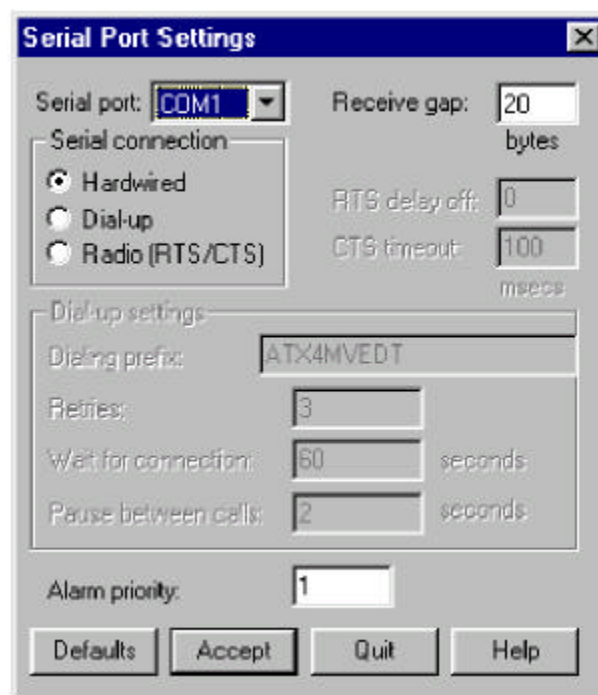 Serial Port Settings
Serial port: COM1
Receive gap: 20
bytes
Serial connection
Hardwired
Dial-up
Radio (RTS/CTS)
RTS delay off: 0
CTS timeout: 100
msecs
Dial-up settings
Dialing prefix: ATX4MVEDT
Retries: 3
Wait for connection: 60 seconds
Pause between calls: 2 seconds
Alarm priority: 1
Defaults Accept Quit Help